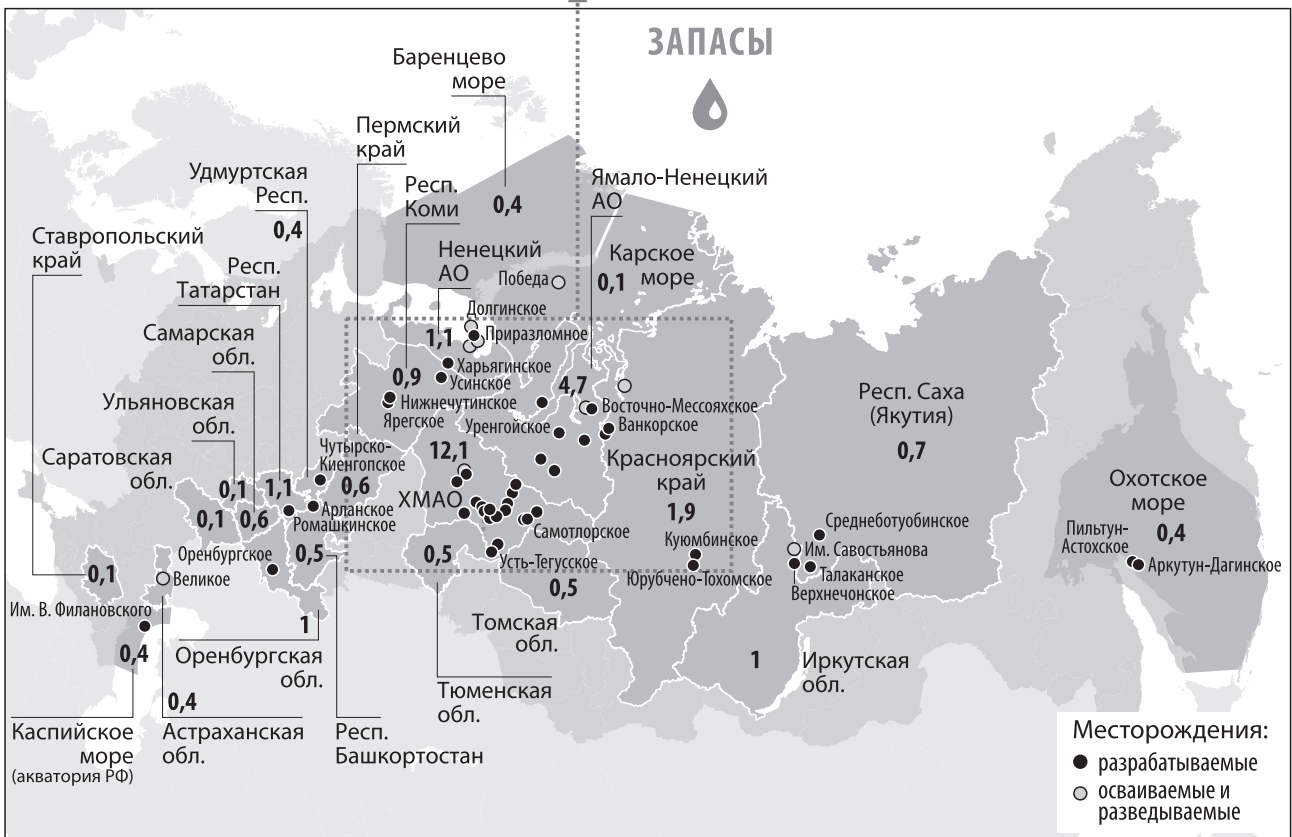 ЗАПАСЫ
Баренцево
море
0,4
Пермский
край
Удмуртская
Респ.
0,4
Респ.
Коми
Ямало-Ненецкий
АО
Ставропольский
край
Респ.
Татарстан
Ненецкий
АО
Победа
Карское
море
0,1
Самарская
обл.
Долгинское
1,1
Приразломное
Харьягинское
Усинское
0,9
4,7
Нижнечутинское
Ярегское
Восточно-Мессояхское
Ванкорское
Уренгойское
Респ. Саха
(Якутия)
0,7
Ульяновская
обл.
Саратовская
обл.
Чутырско-
Киенгопское
12,1
Красноярский
край
1,9
Охотское
море
0,4
0,1
1,1
0,6
ХМАО
0,1
0,6
Арланское
Ромашкинское
Самотлорское
Среднеботуобинское
Пильтун-
Астохское
Аркутун-Дагинское
Оренбургское
0,5
0,5
Усть-Тегусское
Куюмбинское
Юрубчено-Тохомское
Им. Савостьянова
Талаканское
Верхнечонское
0,1
Великое
0,5
Им. В. Филановского
1
Томская
обл.
0,4
Оренбургская
обл.
1
Иркутская
обл.
Тюменская
обл.
0,4
Каспийское
море
(акватория РФ)
Астраханская
обл.
Респ.
Башкортостан
Месторождения:
разрабатываемые
осваиваемые и
разведываемые